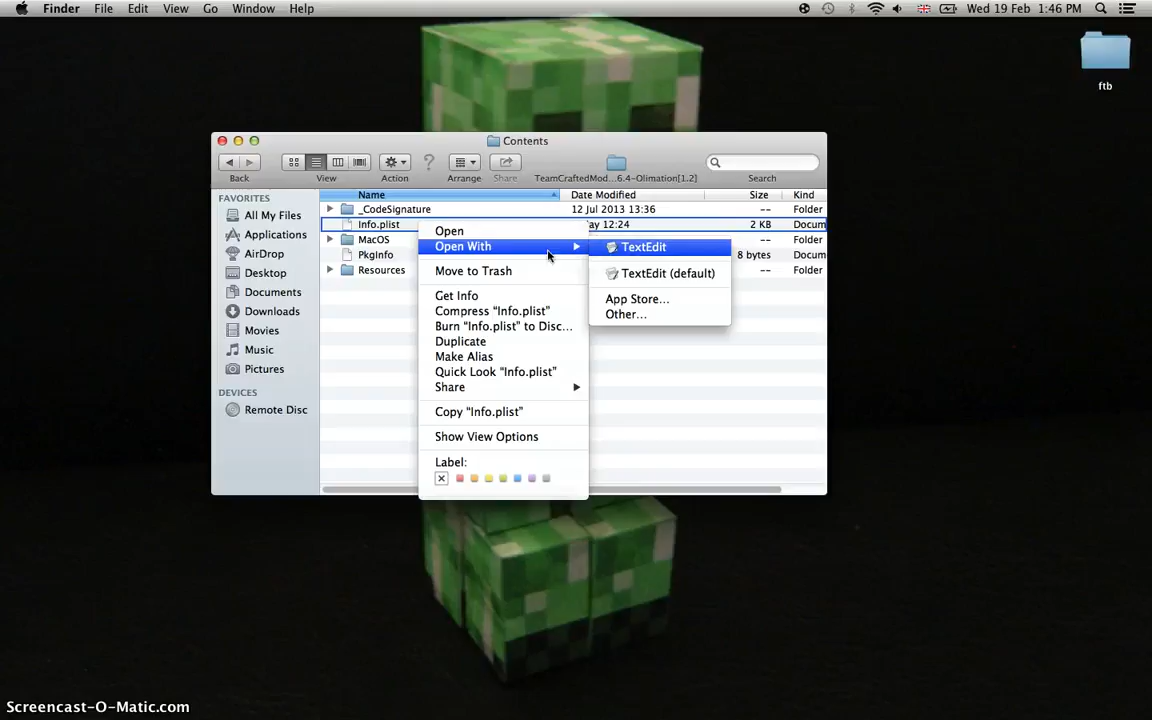 Finder File Edit View Go Window Help Wed 19 Feb 1:46 PM
ftb
Contents
Back View Action Arrange Share TeamCraftedMod...6.4-Olimation[1.2] Search
FAVORITES
All My Files
Applications
AirDrop
Desktop
Documents
Downloads
Movies
Music
Pictures
DEVICES
Remote Disc
Name Date Modified Size Kind
_CodeSignature 12 Jul 2013 13:36 -- Folder
Info.plist ay 12:24 2 KB Docum
MacOS -- Folder
PkgInfo 8 bytes Docum
Resources -- Folder
Open
Open With
Move to Trash
Get Info
Compress “Info.plist”
Burn “Info.plist” to Disc...
Duplicate
Make Alias
Quick Look “Info.plist”
Share
Copy “Info.plist”
Show View Options
Label:
TextEdit
TextEdit (default)
App Store...
Other...
Screencast-O-Matic.com